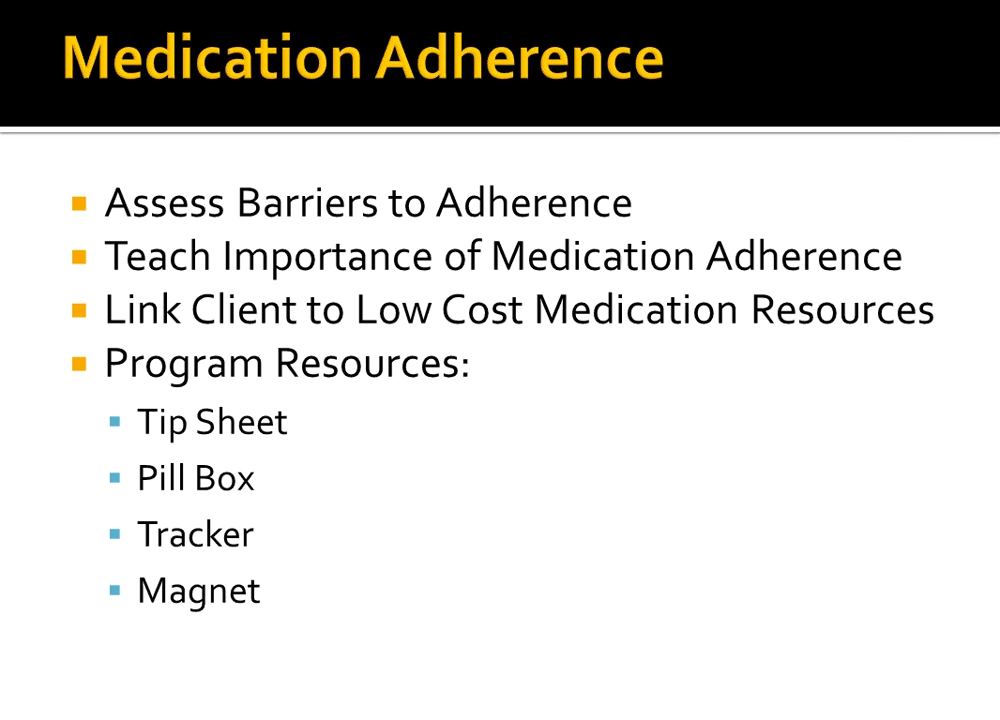 Medication Adherence
Assess Barriers to Adherence
Teach Importance of Medication Adherence
Link Client to Low Cost Medication Resources
Program Resources:
Tip Sheet
Pill Box
Tracker
Magnet